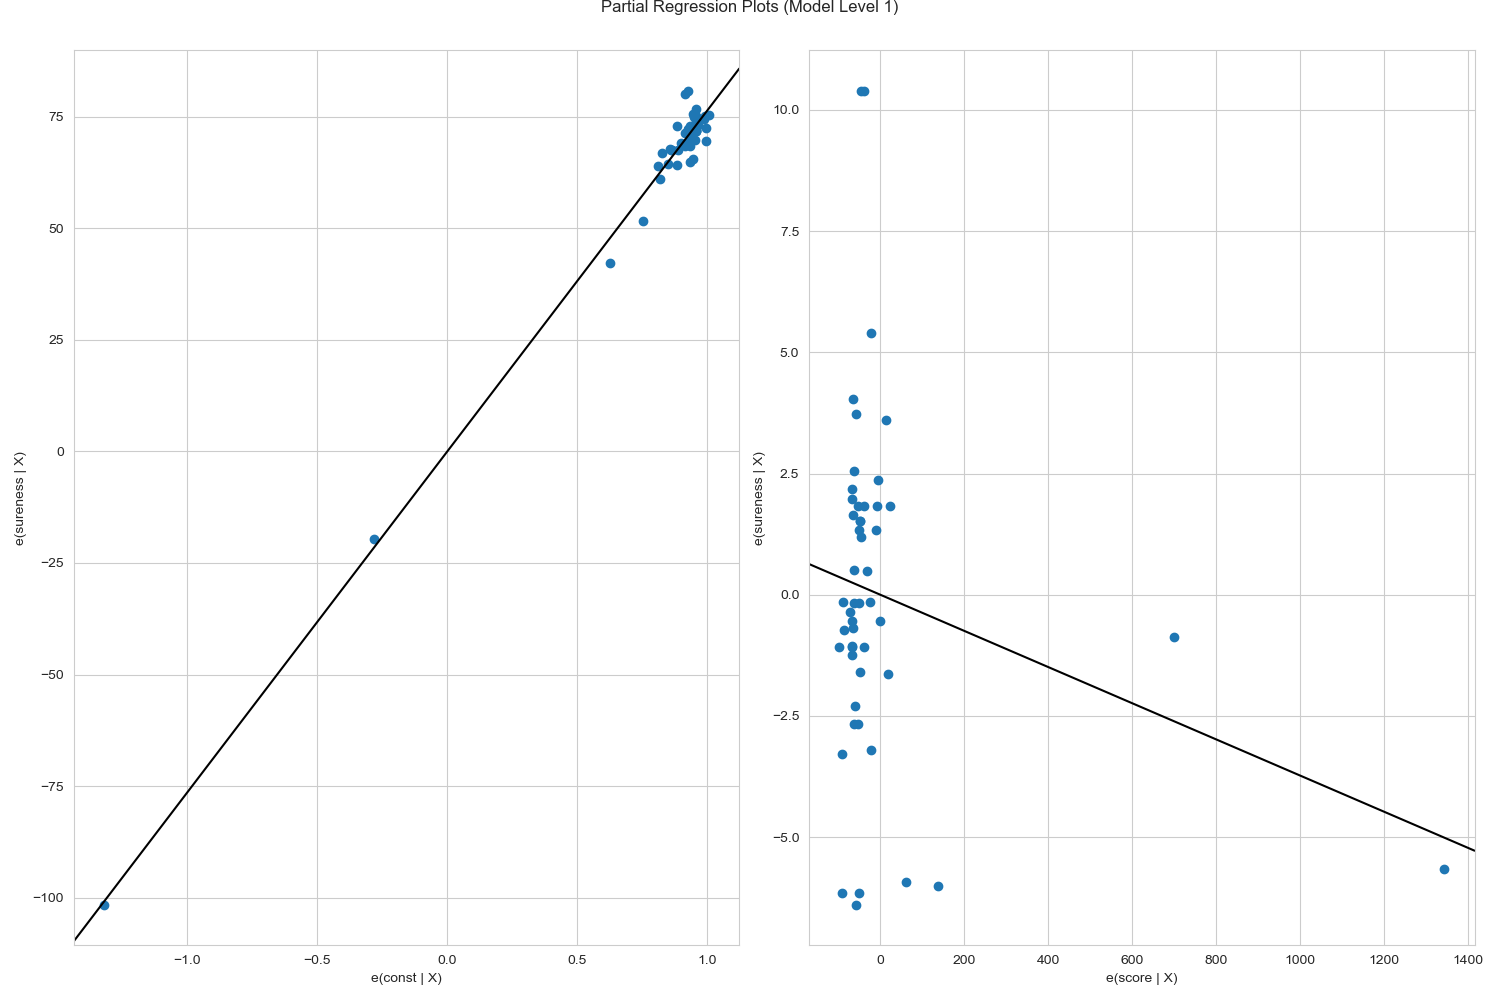 Partial Regression Plots (Model Level 1)
75
50
25
0
−25
−50
−75
−100
e(sureness | X)
−1.0 −0.5 0.0 0.5 1.0
e(const | X)
10.0
7.5
5.0
2.5
0.0
−2.5
−5.0
e(sureness | X)
0 200 400 600 800 1000 1200 1400
e(score | X)